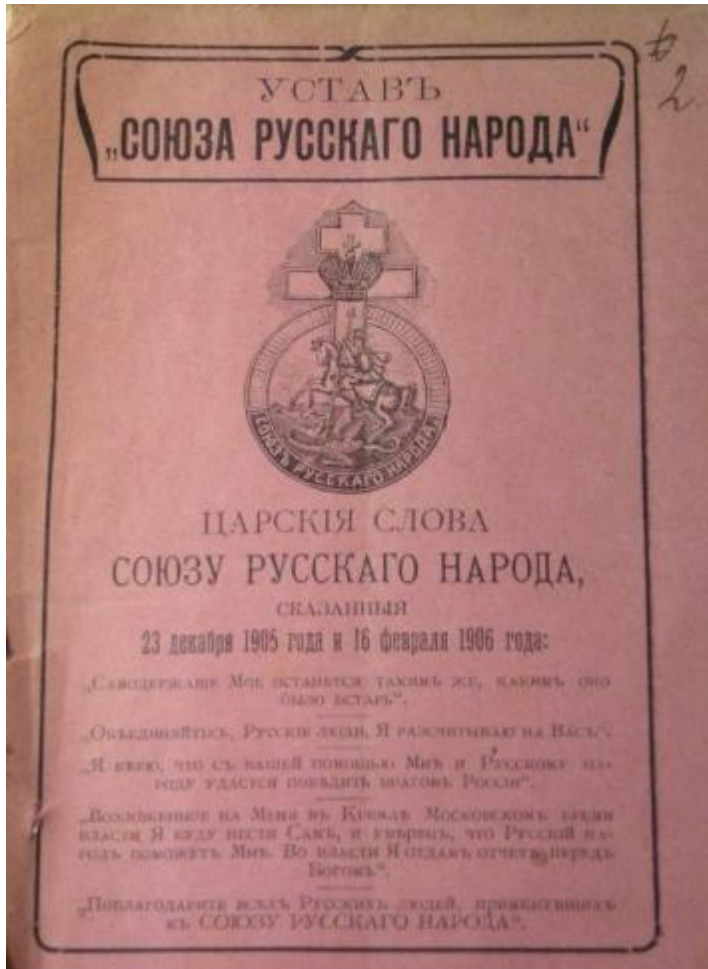 2
УСТАВЪ
„СОЮЗА РУССКАГО НАРОДА“
СОЮЗЪ РУССКАГО НАРОДА
ЦАРСКІЯ СЛОВА
СОЮЗУ РУССКАГО НАРОДА,
СКАЗАННЫЯ
23 декабря 1905 года и 16 февраля 1906 года:
„Самодержавіе Мое останется такимъ же, какимъ оно
было встарь“.
„Объединяйтесь, Русскіе люди, Я разсчитываю на Васъ“.
„Я вѣрю, что съ вашей помощью Мнѣ и Русскому на-
роду удастся побѣдить враговъ Россіи“.
„Возложенное на Меня въ Кремлѣ Московскомъ бремя
власти Я буду нести Самъ, и увѣренъ, что Русскій на-
родъ поможетъ Мнѣ. Во власти Я отдамъ отчетъ передъ
Богомъ“.
„Поблагодарите всѣхъ Русскихъ людей, примкнувшихъ
къ СОЮЗУ РУССКАГО НАРОДА“.